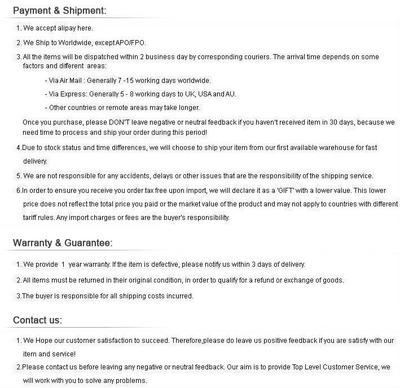 Payment & Shipment:
1. We accept alipay here.
2. We Ship to Worldwide, except APO/FPO.
3. All the items will be dispatched within 2 business day by corresponding couriers. The arrival time depends on some
factors and different areas:
- Via Air Mail : Generally 7 -15 working days worldwide.
- Via Express: Generally 5 - 8 working days to UK, USA and AU.
- Other countries or remote areas may take longer.
Once you purchase, please DON'T leave negative or neutral feedback if you haven't received item in 30 days, because we
need time to process and ship your order during this period!
4.Due to stock status and time differences, we will choose to ship your item from our first available warehouse for fast
delivery.
5. We are not responsible for any accidents, delays or other issues that are the responsibility of the shipping service.
6.In order to ensure you receive you order tax free upon import, we will declare it as a 'GIFT' with a lower value. This lower
price does not reflect the total price you paid or the market value of the product and may not apply to countries with different
tariff rules. Any import charges or fees are the buyer's responsibility.
Warranty & Guarantee:
1. We provide 1 year warranty. If the item is defective, please notify us within 3 days of delivery.
2.All items must be returned in their original condition, in order to qualify for a refund or exchange of goods.
3.The buyer is responsible for all shipping costs incurred.
Contact us:
1. We Hope our customer satisfaction to succeed. Therefore,please do leave us positive feedback if you are satisfy with our
item and service!
2.Please contact us before leaving any negative or neutral feedback. Our aim is to provide Top Level Customer Service, we
will work with you to solve any problems.